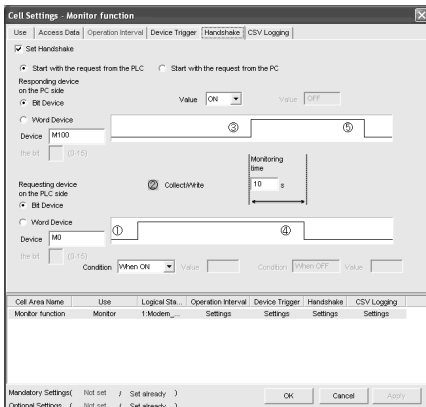 Cell Settings - Monitor function
Use Access Data Operation Interval Device Trigger Handshake CSV Logging
Set Handshake
Start with the request from the PLC Start with the request from the PC
Responding device
on the PC side
Bit Device Value ON Value OFF
Word Device
Device M100 ③ ⑤
the bit (0-15)
Monitoring
time
Requesting device ② Collect/Write 10 s
on the PLC side
Bit Device
Word Device
Device M0 ① ④
the bit (0-15)
Condition When ON Value Condition When OFF Value
Cell Area Name Use Logical Sta... Operation Interval Device Trigger Handshake CSV Logging
Monitor function Monitor 1:Modem_... Settings Settings Settings Settings
Mandatory Settings( Not set / Set already )
Optional Settings ( Not set / Set already )
OK Cancel Apply